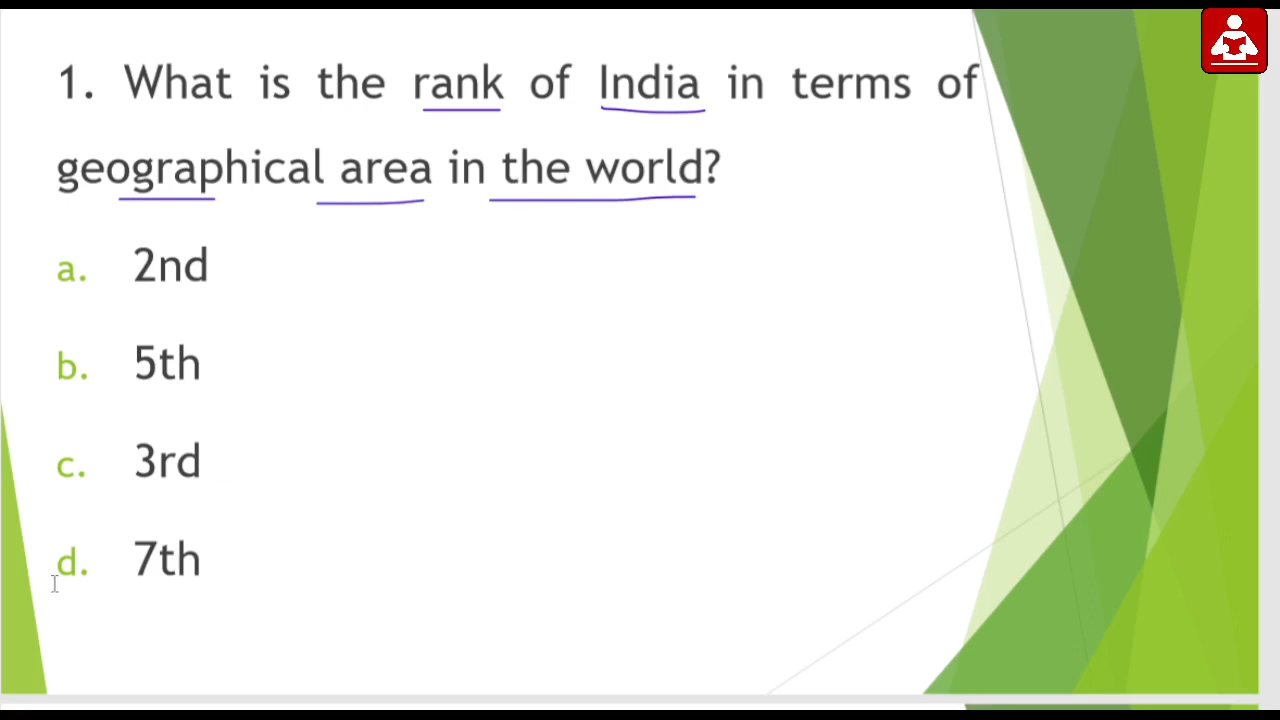 1. What is the rank of India in terms of
geographical area in the world?
a. 2nd
b. 5th
c. 3rd
d. 7th